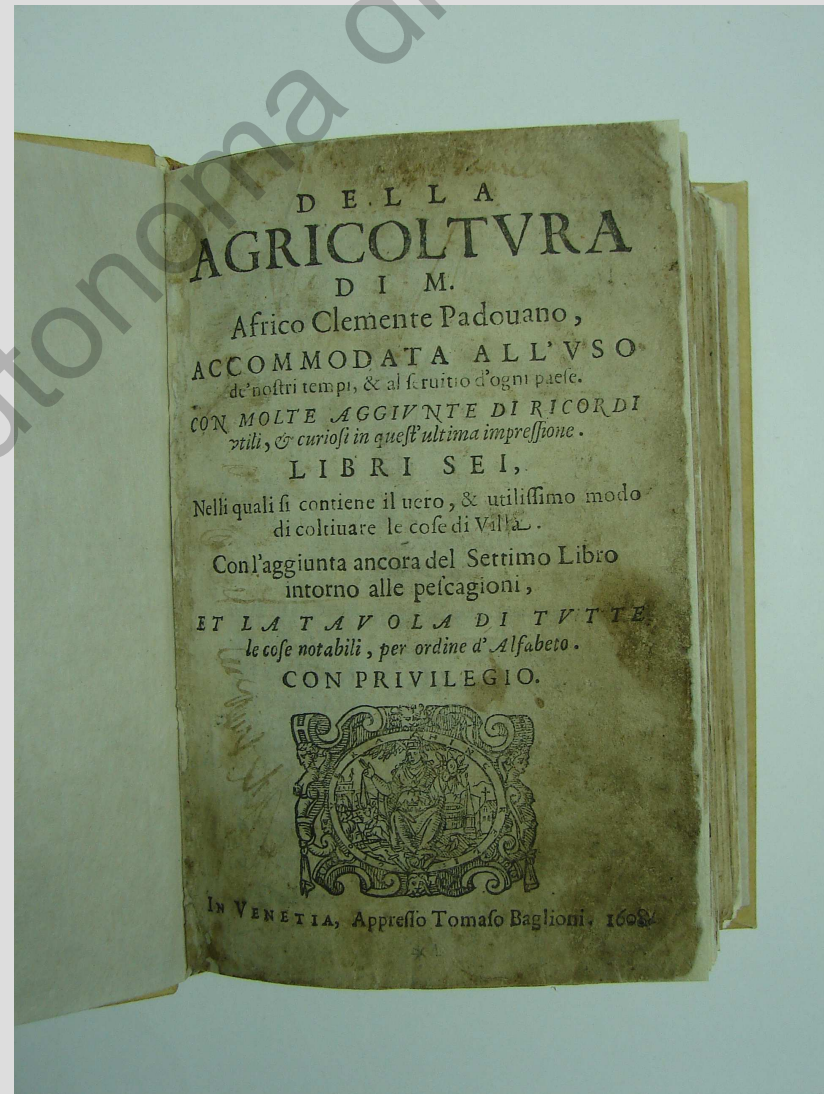 DELLA
AGRICOLTVRA
DI M.
Africo Clemente Padouano,
ACCOMMODATA ALL'VSO
de'noſtri tempi, & al ſeruitio d'ogni paeſe.
CON MOLTE AGGIVNTE DI RICORDI
vtili, & curioſi in queſt'ultima impreſſione.
LIBRI SEI,
Nelli quali ſi contiene il uero, & utiliſſimo modo
di coltiuare le coſe di Villa.
Con l'aggiunta ancora del Settimo Libro
intorno alle peſcagioni,
ET LA TAVOLA DI TVTTE
le coſe notabili, per ordine d'Alfabeto.
CON PRIVILEGIO.
IN VENETIA, Appreſſo Tomaſo Baglioni.